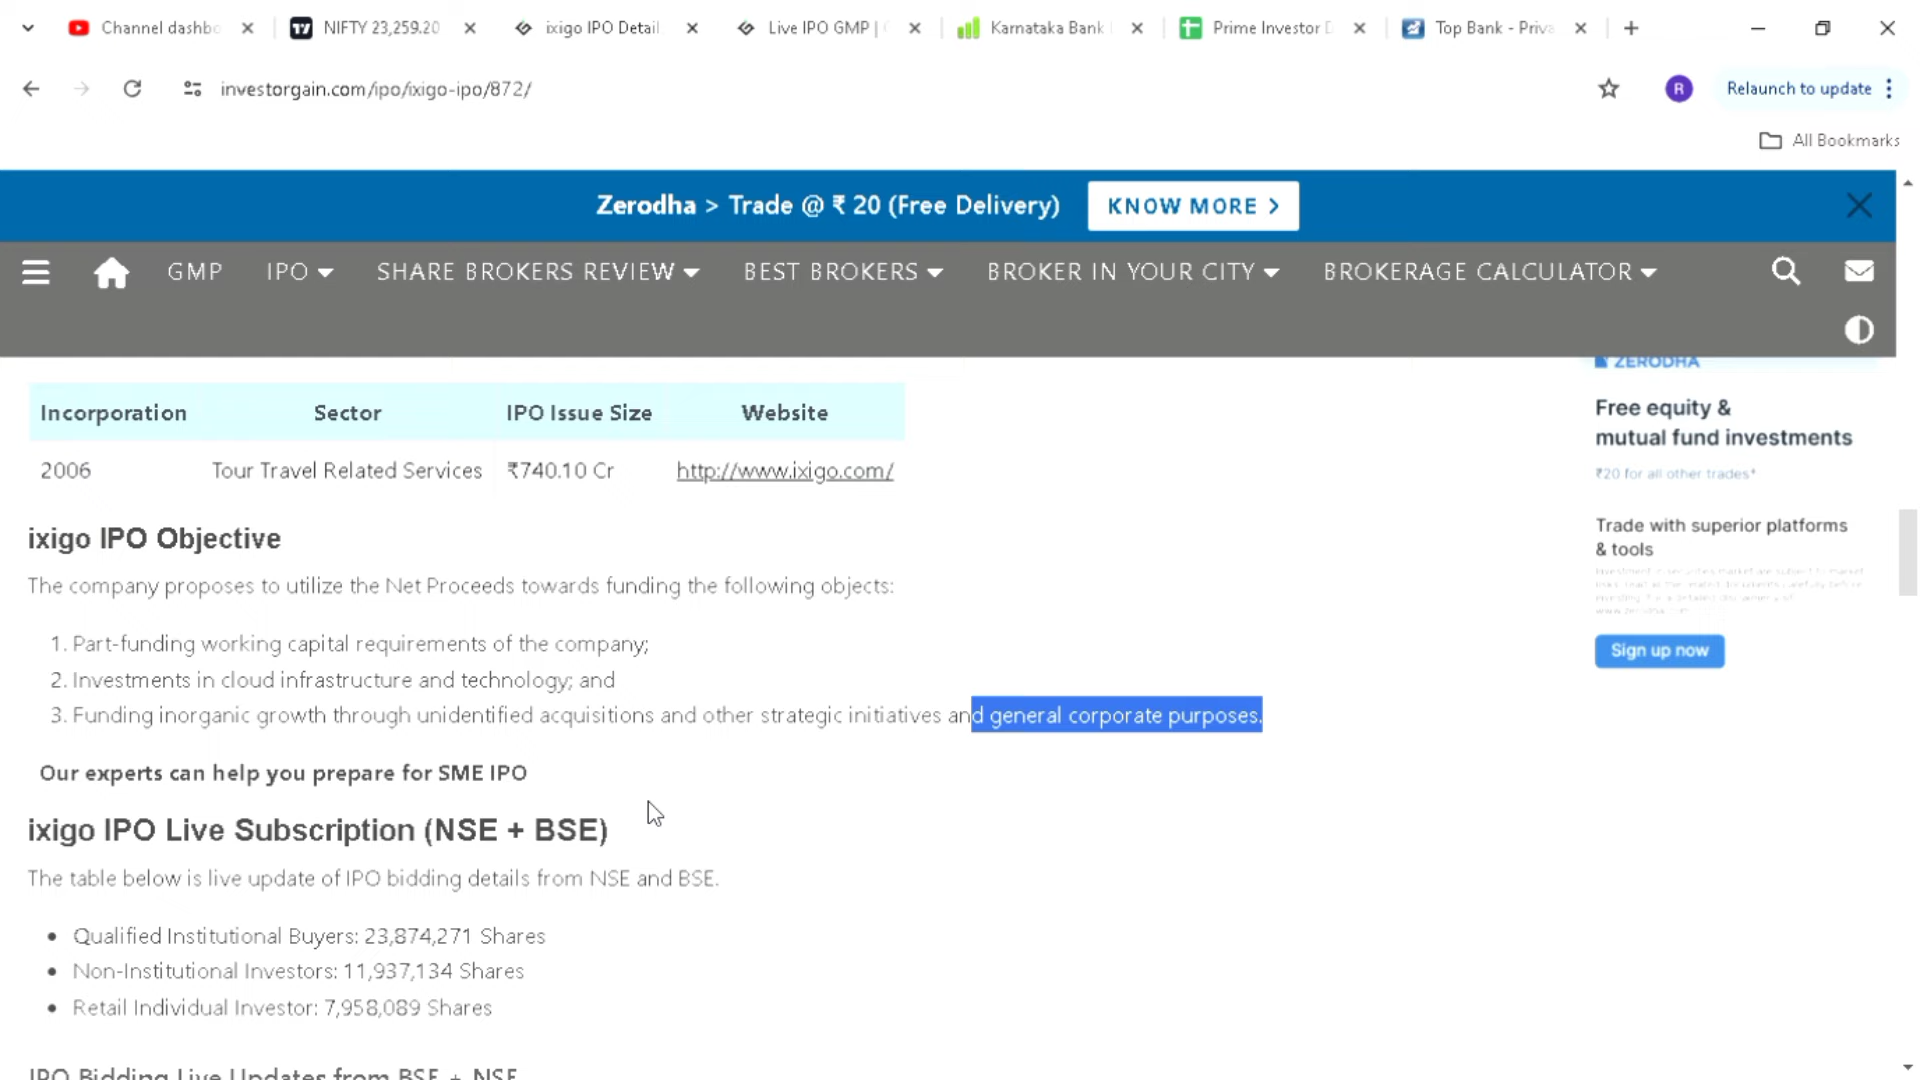 Channel dashbo
NIFTY 23,259.20
ixigo IPO Detail
Live IPO GMP |
Karnataka Bank
Prime Investor D
Top Bank - Priva
investorgain.com/ipo/ixigo-ipo/872/
R
Relaunch to update
All Bookmarks
Zerodha > Trade @ ₹ 20 (Free Delivery)
KNOW MORE >
GMP
IPO
SHARE BROKERS REVIEW
BEST BROKERS
BROKER IN YOUR CITY
BROKERAGE CALCULATOR
ZERODHA
Free equity &
mutual fund investments
₹20 for all other trades*
Trade with superior platforms
& tools
Sign up now
Incorporation Sector IPO Issue Size Website
2006 Tour Travel Related Services ₹740.10 Cr http://www.ixigo.com/
ixigo IPO Objective
The company proposes to utilize the Net Proceeds towards funding the following objects:
1. Part-funding working capital requirements of the company;
2. Investments in cloud infrastructure and technology; and
3. Funding inorganic growth through unidentified acquisitions and other strategic initiatives and general corporate purposes.
Our experts can help you prepare for SME IPO
ixigo IPO Live Subscription (NSE + BSE)
The table below is live update of IPO bidding details from NSE and BSE.
• Qualified Institutional Buyers: 23,874,271 Shares
• Non-Institutional Investors: 11,937,134 Shares
• Retail Individual Investor: 7,958,089 Shares
IPO Bidding Live Updates from BSE + NSE